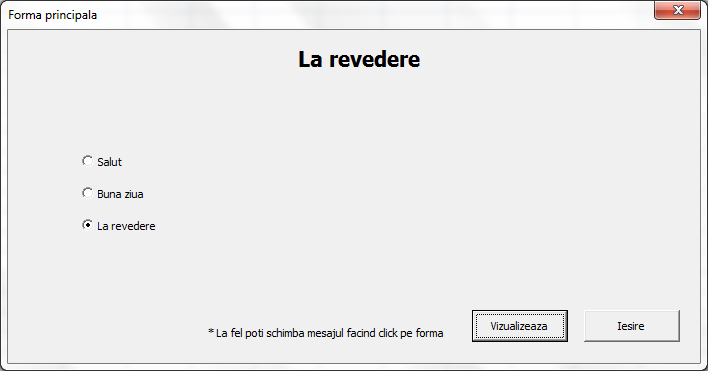 Forma principala
La revedere
Salut
Buna ziua
La revedere
* La fel poti schimba mesajul facind click pe forma
Vizualizeaza
Iesire